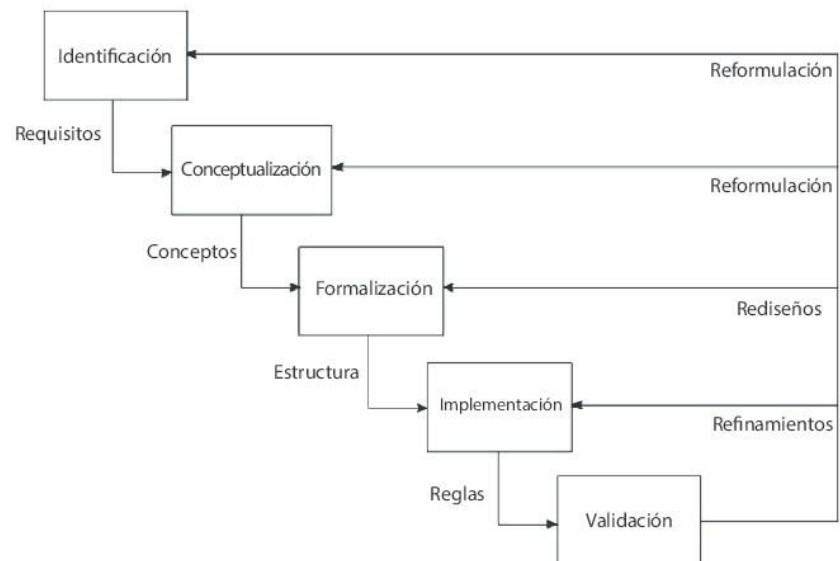 Identificación
Reformulación
Requisitos
Conceptualización
Reformulación
Conceptos
Formalización
Rediseños
Estructura
Implementación
Refinamientos
Reglas
Validación